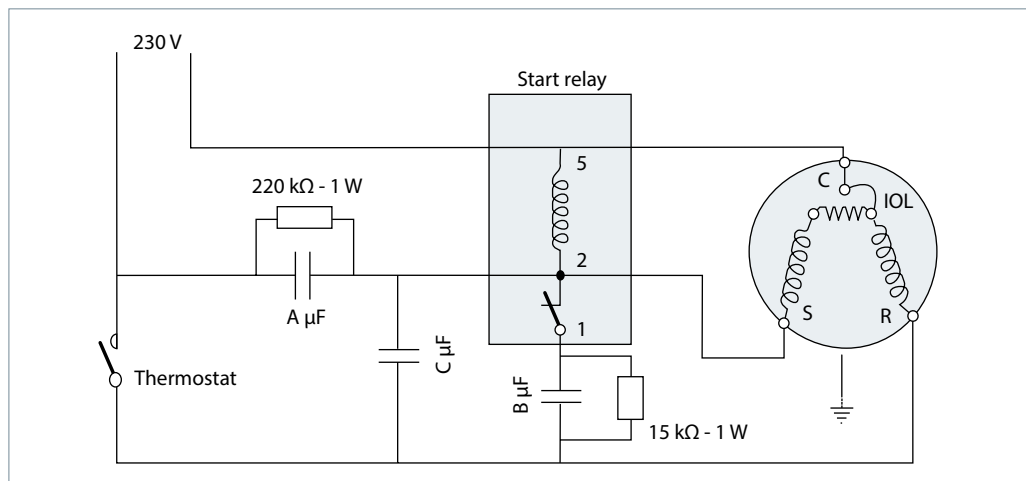 230 V
Start relay
5
220 kΩ - 1 W
C
IOL
2
A µF
S
R
1
C µF
Thermostat
B µF
15 kΩ - 1 W